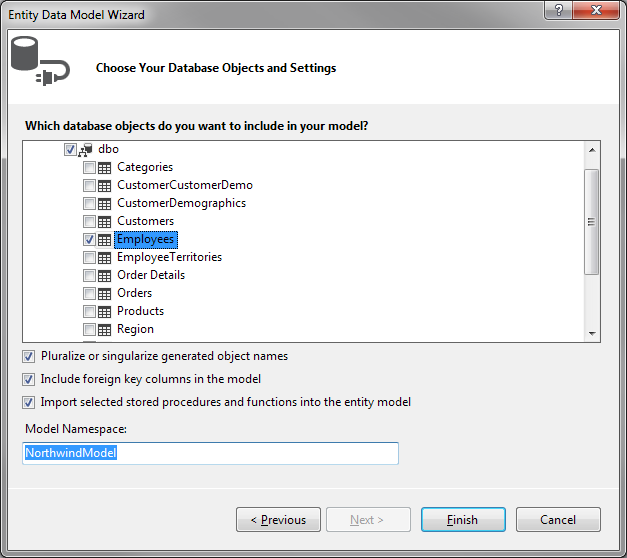 Entity Data Model Wizard
?
Choose Your Database Objects and Settings
Which database objects do you want to include in your model?
dbo
Categories
CustomerCustomerDemo
CustomerDemographics
Customers
Employees
EmployeeTerritories
Order Details
Orders
Products
Region
Pluralize or singularize generated object names
Include foreign key columns in the model
Import selected stored procedures and functions into the entity model
Model Namespace:
NorthwindModel
< Previous
Next >
Finish
Cancel